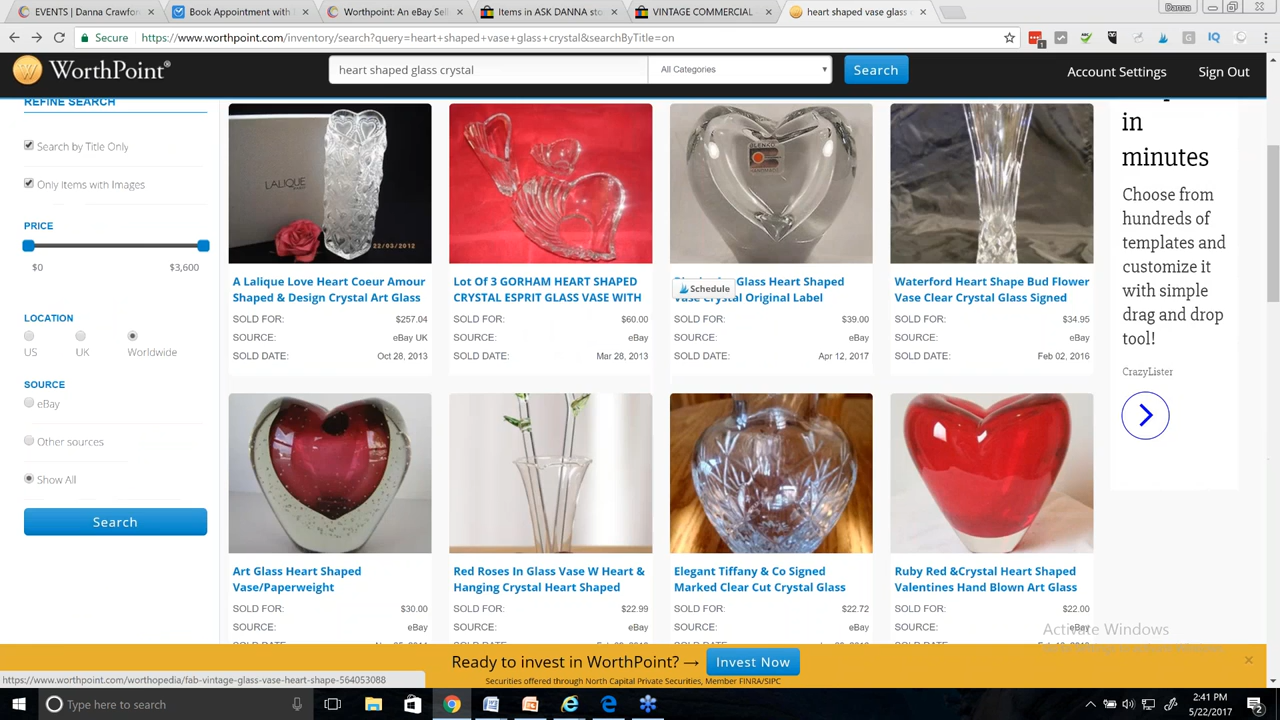 EVENTS | Danna Crawfor
Book Appointment with
Worthpoint: An eBay Sell
Items in ASK DANNA sto
VINTAGE COMMERCIAL
heart shaped vase glass
Danna
Secure
https://www.worthpoint.com/inventory/search?query=heart+shaped+vase+glass+crystal&searchByTitle=on
WorthPoint®
heart shaped glass crystal
All Categories
Search
Account Settings
Sign Out
REFINE SEARCH
Search by Title Only
Only Items with Images
PRICE
$0
$3,600
LOCATION
US
UK
Worldwide
SOURCE
eBay
Other sources
Show All
Search
LALIQUE
22/03/2012
BLENKO
A Lalique Love Heart Coeur Amour
Shaped & Design Crystal Art Glass
SOLD FOR: $257.04
SOURCE: eBay UK
SOLD DATE: Oct 28, 2013
Lot Of 3 GORHAM HEART SHAPED
CRYSTAL ESPRIT GLASS VASE WITH
SOLD FOR: $60.00
SOURCE: eBay
SOLD DATE: Mar 28, 2013
Glass Heart Shaped
Schedule
Vase Crystal Original Label
SOLD FOR: $39.00
SOURCE: eBay
SOLD DATE: Apr 12, 2017
Waterford Heart Shape Bud Flower
Vase Clear Crystal Glass Signed
SOLD FOR: $34.95
SOURCE: eBay
SOLD DATE: Feb 02, 2016
Art Glass Heart Shaped
Vase/Paperweight
SOLD FOR: $30.00
SOURCE: eBay
Red Roses In Glass Vase W Heart &
Hanging Crystal Heart Shaped
SOLD FOR: $22.99
SOURCE: eBay
Elegant Tiffany & Co Signed
Marked Clear Cut Crystal Glass
SOLD FOR: $22.72
SOURCE: eBay
Ruby Red &Crystal Heart Shaped
Valentines Hand Blown Art Glass
SOLD FOR: $22.00
SOURCE: eBay
in
minutes
Choose from
hundreds of
templates and
customize it
with simple
drag and drop
tool!
CrazyLister
Activate Windows
Ready to invest in WorthPoint? →
Invest Now
Securities offered through North Capital Private Securities, Member FINRA/SIPC
https://www.worthpoint.com/worthopedia/fab-vintage-glass-vase-heart-shape-564053088
Type here to search
2:41 PM
5/22/2017